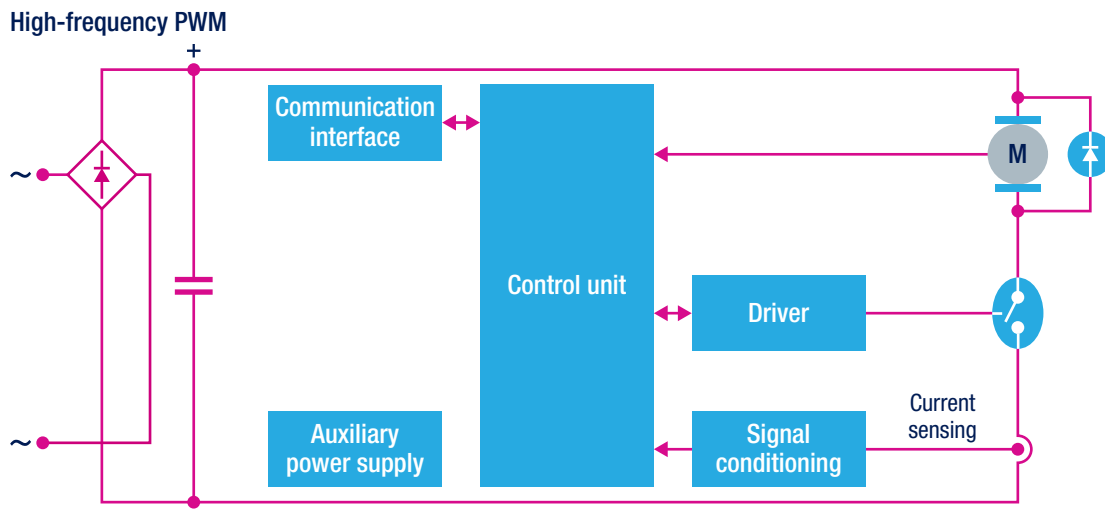 High-frequency PWM
+
Communication
interface
~
M
Control unit
Driver
~
Auxiliary
power supply
Signal
conditioning
Current
sensing